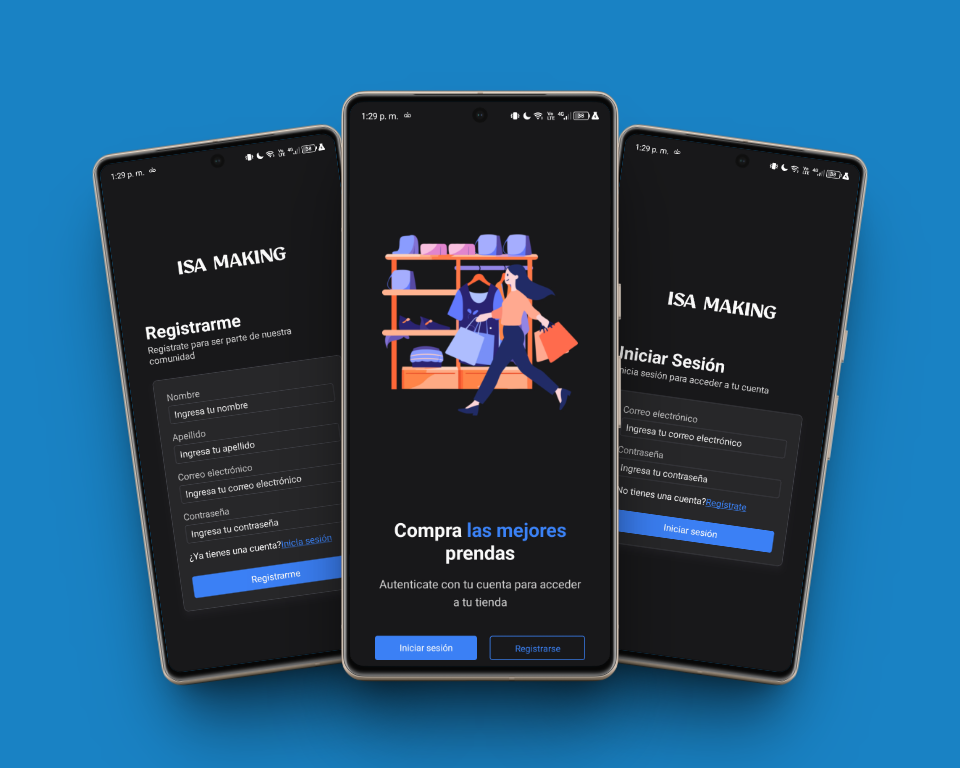 1:29 p. m.
ISA MAKING
Registrarme
Registrate para ser parte de nuestra
comunidad
Nombre
Ingresa tu nombre
Apellido
Ingresa tu apellido
Correo electrónico
Ingresa tu correo electrónico
Contraseña
Ingresa tu contraseña
¿Ya tienes una cuenta?Inicia sesión
Registrarme
1:29 p. m.
Compra las mejores
prendas
Autenticate con tu cuenta para acceder
a tu tienda
Iniciar sesión
Registrarse
1:29 p. m.
ISA MAKING
Iniciar Sesión
nicia sesión para acceder a tu cuenta
Correo electrónico
Ingresa tu correo electrónico
Contraseña
Ingresa tu contraseña
No tienes una cuenta?Regístrate
Iniciar sesión